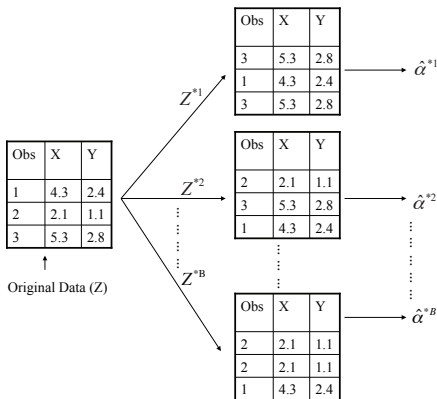 Obs X Y
3 5.3 2.8
1 4.3 2.4
3 5.3 2.8
Z*1
α̂*1
Obs X Y
1 4.3 2.4
2 2.1 1.1
3 5.3 2.8
Original Data (Z)
Z*2
Obs X Y
2 2.1 1.1
3 5.3 2.8
1 4.3 2.4
α̂*2
Z*B
Obs X Y
2 2.1 1.1
2 2.1 1.1
1 4.3 2.4
α̂*B